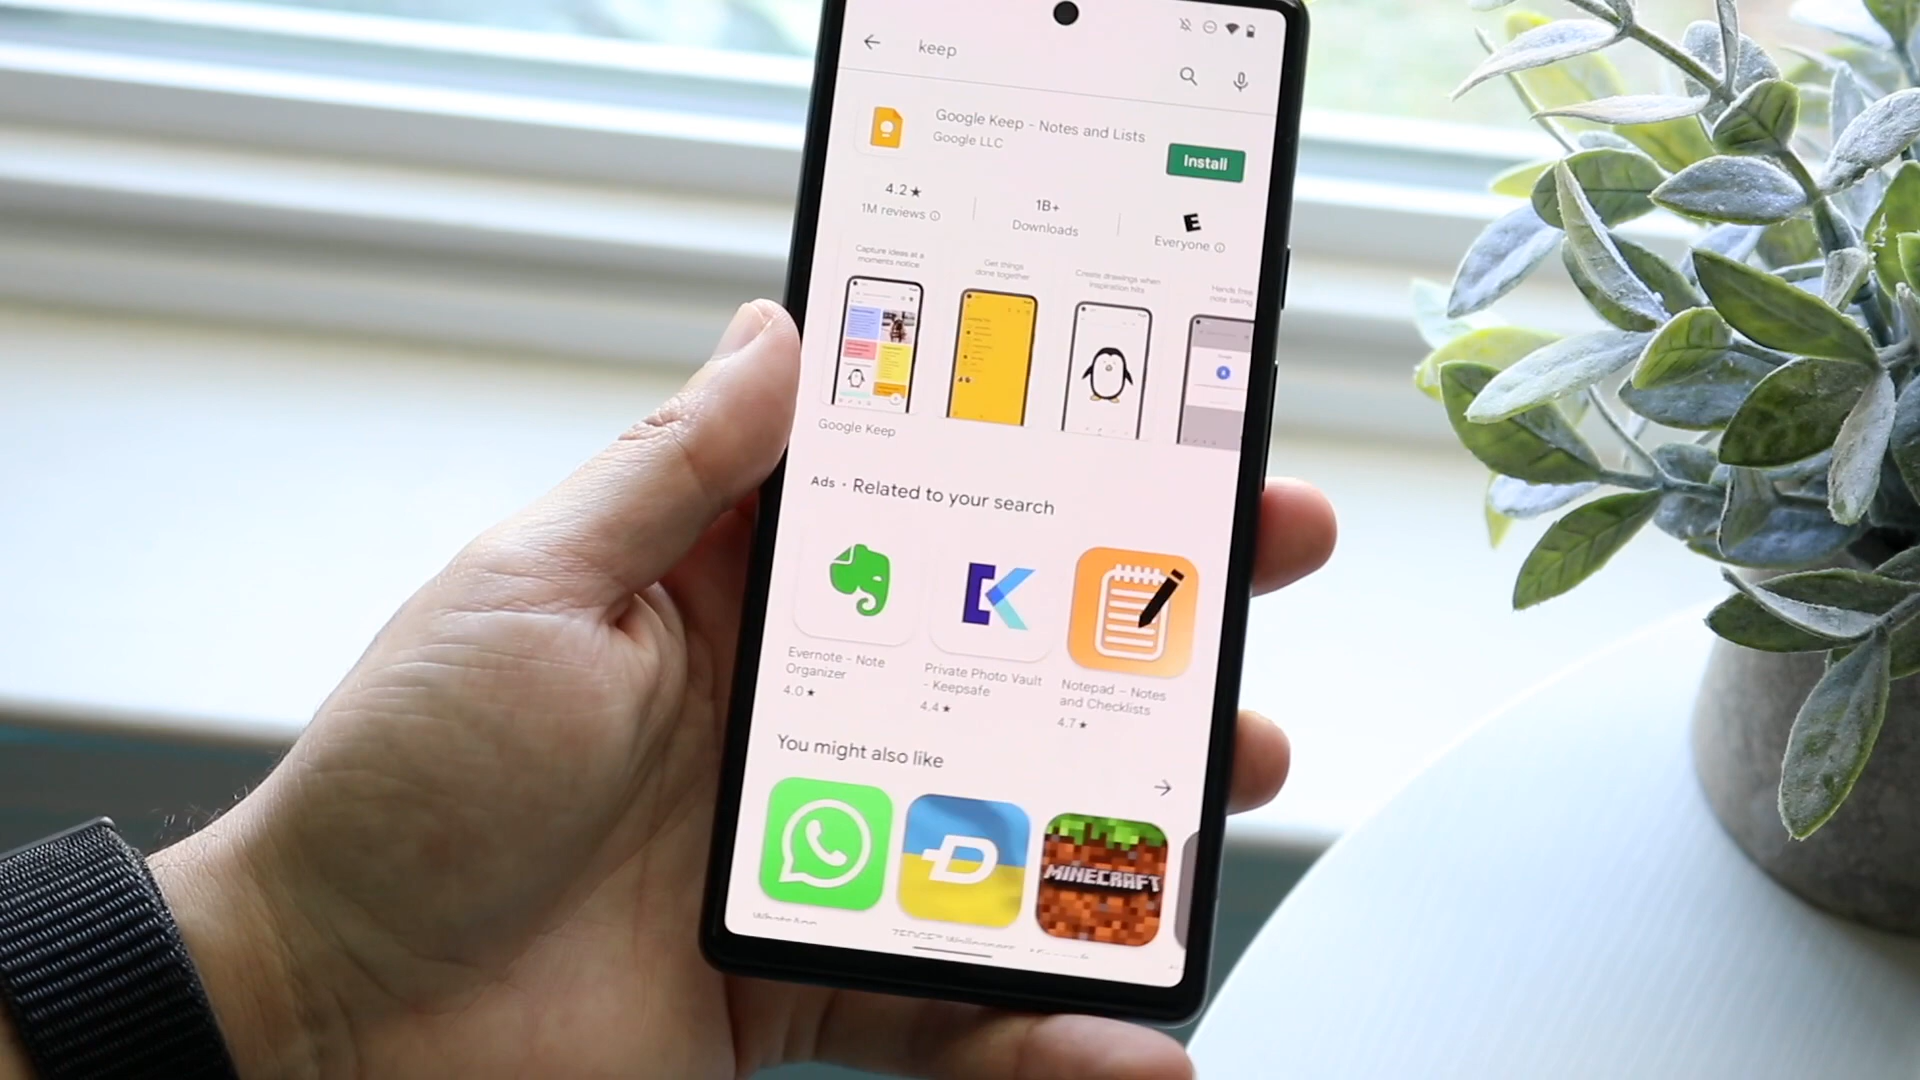 keep
Google Keep - Notes and Lists
Google LLC
Install
4.2★
1M reviews
1B+
Downloads
E
Everyone
Capture ideas at a
moments notice
Get things
done together
Create drawings when
inspiration hits
Hands free
note taking
Google Keep
Ads • Related to your search
Evernote - Note
Organizer
4.0★
Private Photo Vault
- Keepsafe
4.4★
Notepad – Notes
and Checklists
4.7★
You might also like
MINECRAFT
WhatsApp
ZEDGE™ Wallpapers